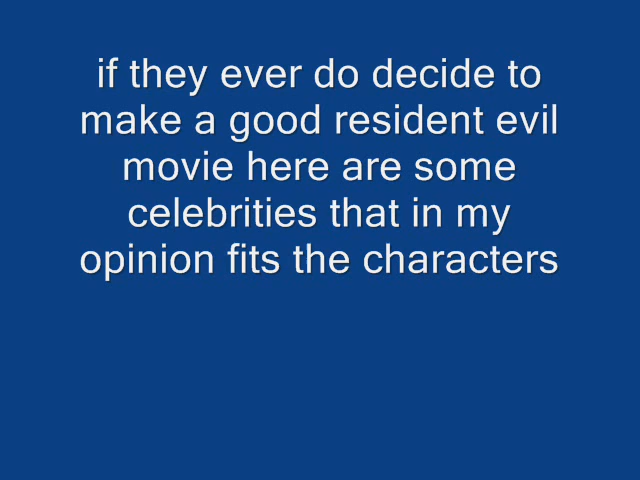 if they ever do decide to
make a good resident evil
movie here are some
celebrities that in my
opinion fits the characters